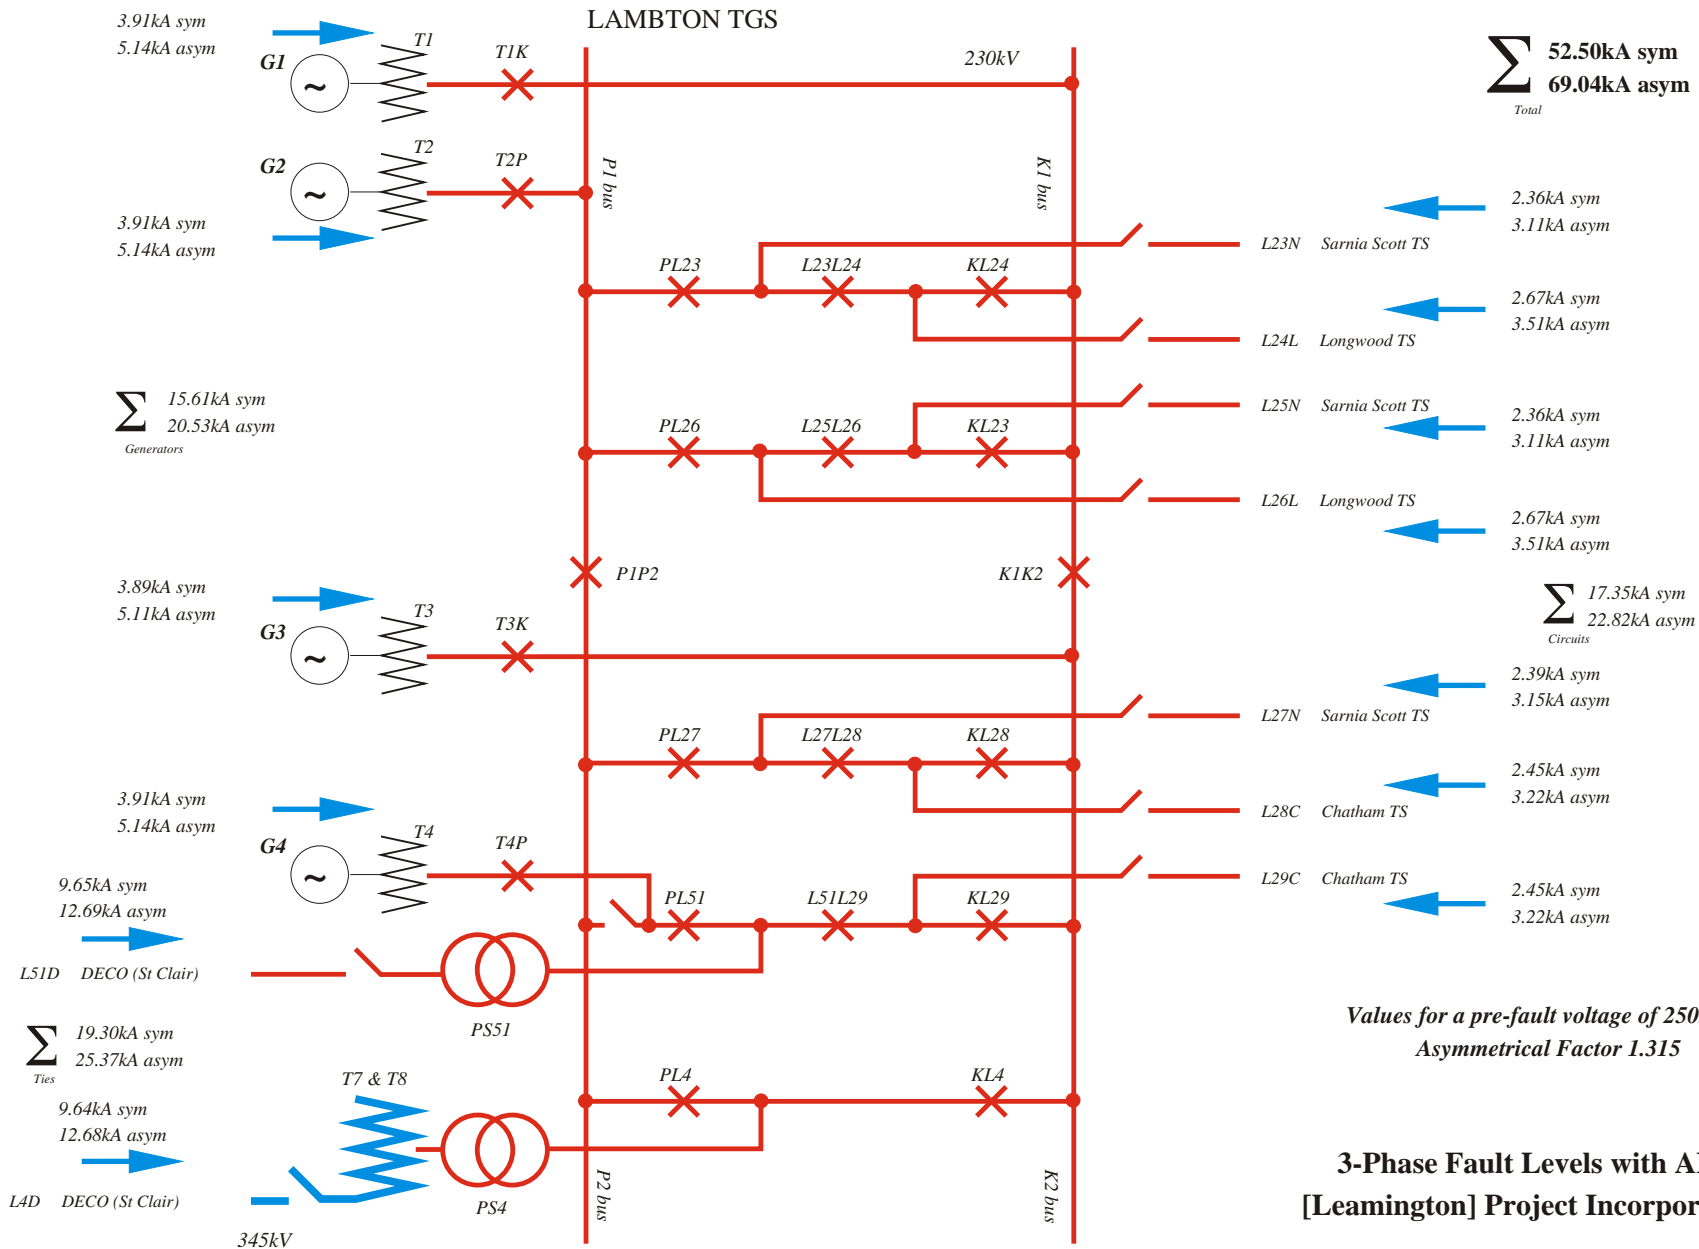 LAMBTON TGS
3.91kA sym
5.14kA asym
T1
G1
~
T1K
230kV
Σ 52.50kA sym
69.04kA asym
Total
T2
G2
~
T2P
P1 bus
K1 bus
3.91kA sym
5.14kA asym
2.36kA sym
3.11kA asym
L23N Sarnia Scott TS
PL23
L23L24
KL24
2.67kA sym
3.51kA asym
L24L Longwood TS
Σ 15.61kA sym
20.53kA asym
Generators
L25N Sarnia Scott TS
PL26
L25L26
KL23
2.36kA sym
3.11kA asym
L26L Longwood TS
2.67kA sym
3.51kA asym
P1P2
K1K2
3.89kA sym
5.11kA asym
T3
G3
~
T3K
Σ 17.35kA sym
22.82kA asym
Circuits
2.39kA sym
3.15kA asym
L27N Sarnia Scott TS
PL27
L27L28
KL28
2.45kA sym
3.22kA asym
L28C Chatham TS
3.91kA sym
5.14kA asym
T4
G4
~
T4P
L29C Chatham TS
2.45kA sym
3.22kA asym
PL51
L51L29
KL29
9.65kA sym
12.69kA asym
L51D DECO (St Clair)
PS51
Σ 19.30kA sym
25.37kA asym
Ties
Values for a pre-fault voltage of 250
Asymmetrical Factor 1.315
T7 & T8
PL4
KL4
9.64kA sym
12.68kA asym
L4D DECO (St Clair)
PS4
P2 bus
K2 bus
345kV
3-Phase Fault Levels with
[Leamington] Project Incorpor